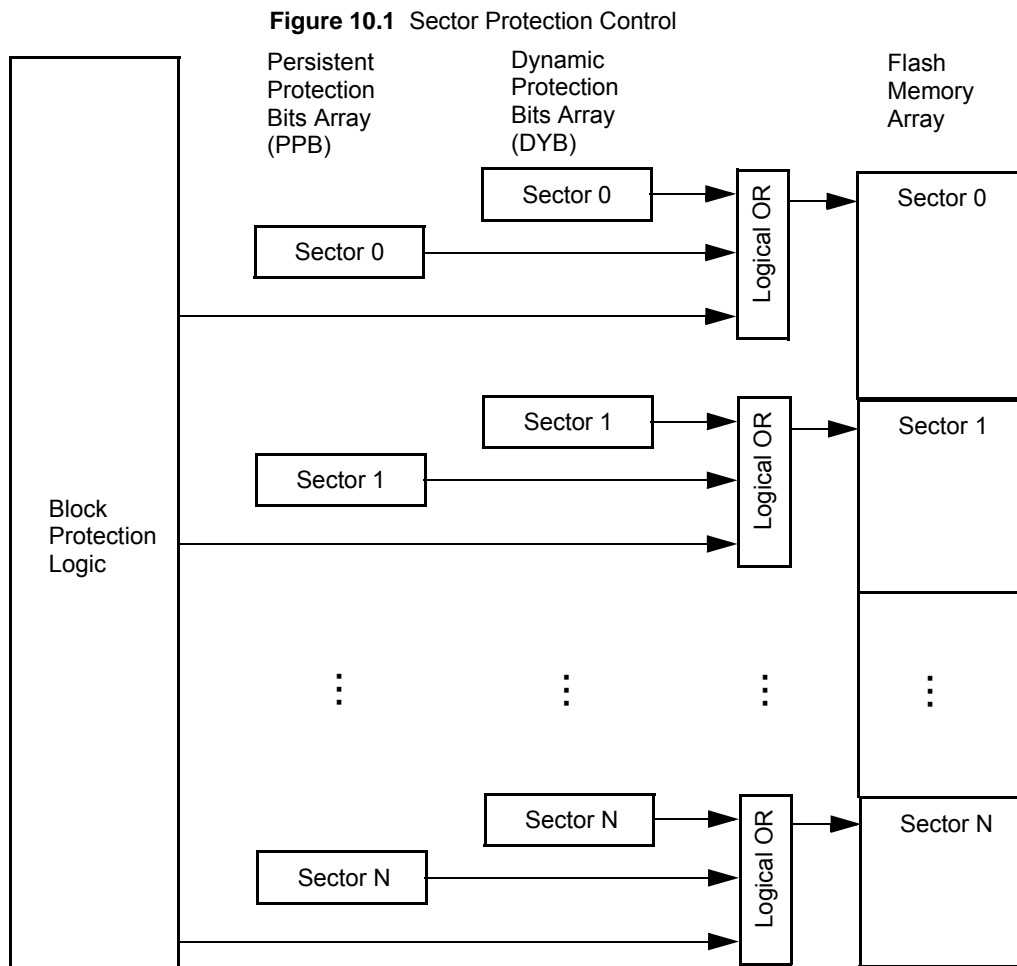 Figure 10.1 Sector Protection Control
Persistent
Protection
Bits Array
(PPB)
Dynamic
Protection
Bits Array
(DYB)
Flash
Memory
Array
Block
Protection
Logic
Sector 0
Sector 0
Logical OR
Sector 0
Sector 1
Sector 1
Logical OR
Sector 1
⋮ ⋮ ⋮ ⋮
Sector N
Sector N
Logical OR
Sector N